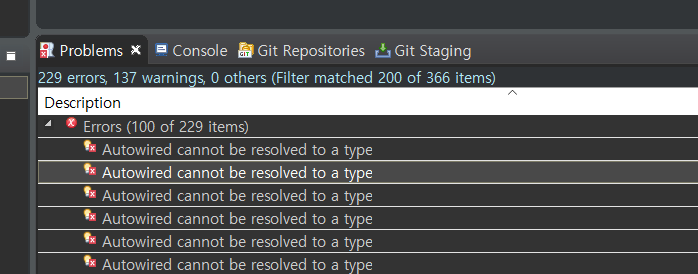 Problems Console Git Repositories Git Staging
229 errors, 137 warnings, 0 others (Filter matched 200 of 366 items)
Description
Errors (100 of 229 items)
Autowired cannot be resolved to a type
Autowired cannot be resolved to a type
Autowired cannot be resolved to a type
Autowired cannot be resolved to a type
Autowired cannot be resolved to a type
Autowired cannot be resolved to a type